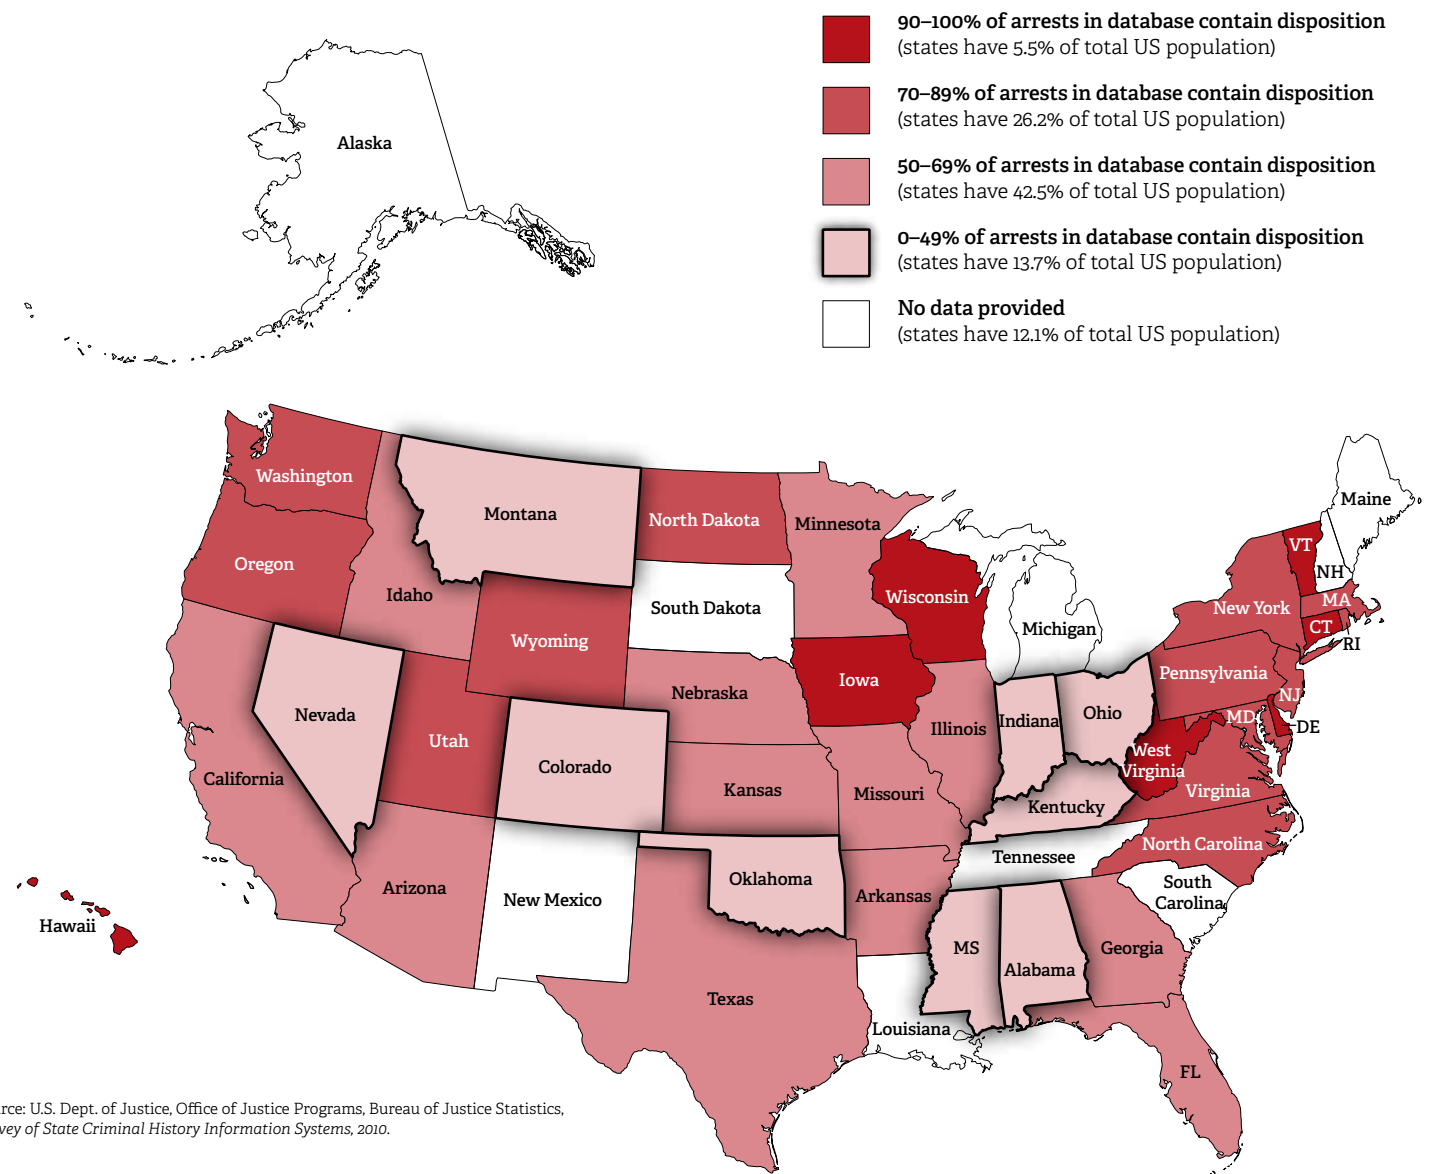 90–100% of arrests in database contain disposition
(states have 5.5% of total US population)
70–89% of arrests in database contain disposition
(states have 26.2% of total US population)
50–69% of arrests in database contain disposition
(states have 42.5% of total US population)
0–49% of arrests in database contain disposition
(states have 13.7% of total US population)
No data provided
(states have 12.1% of total US population)
Alaska
Washington
Montana
North Dakota
Minnesota
Maine
VT
NH
Oregon
Idaho
Wisconsin
South Dakota
New York
MA
CT
RI
Michigan
Wyoming
Iowa
Nebraska
Pennsylvania
NJ
Nevada
Utah
Illinois
Indiana
Ohio
MD
DE
Colorado
West
Virginia
California
Kansas
Missouri
Kentucky
Virginia
North Carolina
Tennessee
Arizona
New Mexico
Oklahoma
Arkansas
South
Carolina
Hawaii
MS
Alabama
Georgia
Texas
Louisiana
FL
rce: U.S. Dept. of Justice, Office of Justice Programs, Bureau of Justice Statistics,
vey of State Criminal History Information Systems, 2010.